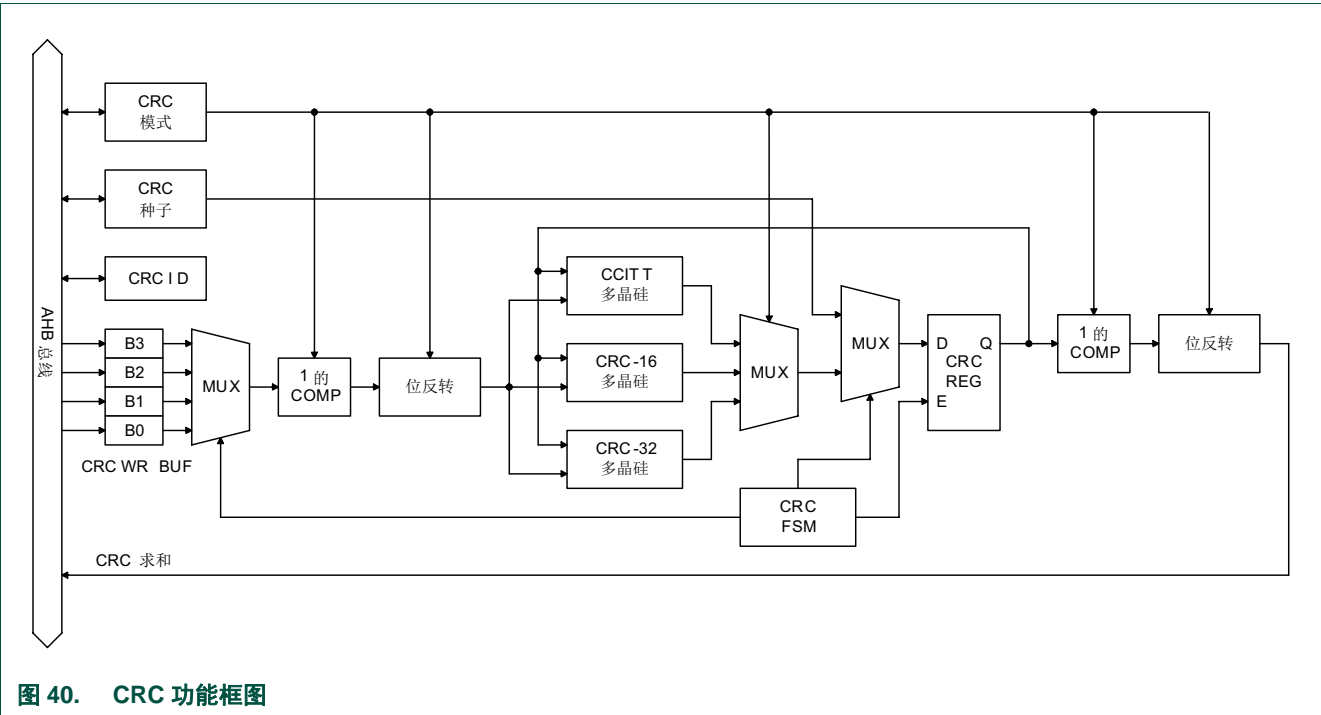 CRC
模式
CRC
种子
CRC I D
AHB 总线
B3
B2
B1
B0
CRC WR BUF
MUX
1 的
COMP
位反转
CCIT T
多晶硅
CRC-16
多晶硅
CRC-32
多晶硅
MUX
MUX
D Q
CRC
REG
E
1 的
COMP
位反转
CRC
FSM
CRC 求和
图 40. CRC 功能框图